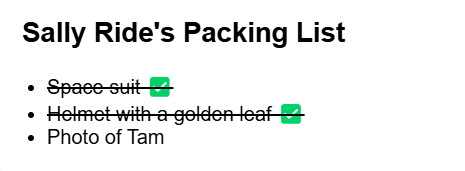 Sally Ride's Packing List
Space suit ✅
Helmet with a golden leaf ✅
Photo of Tam